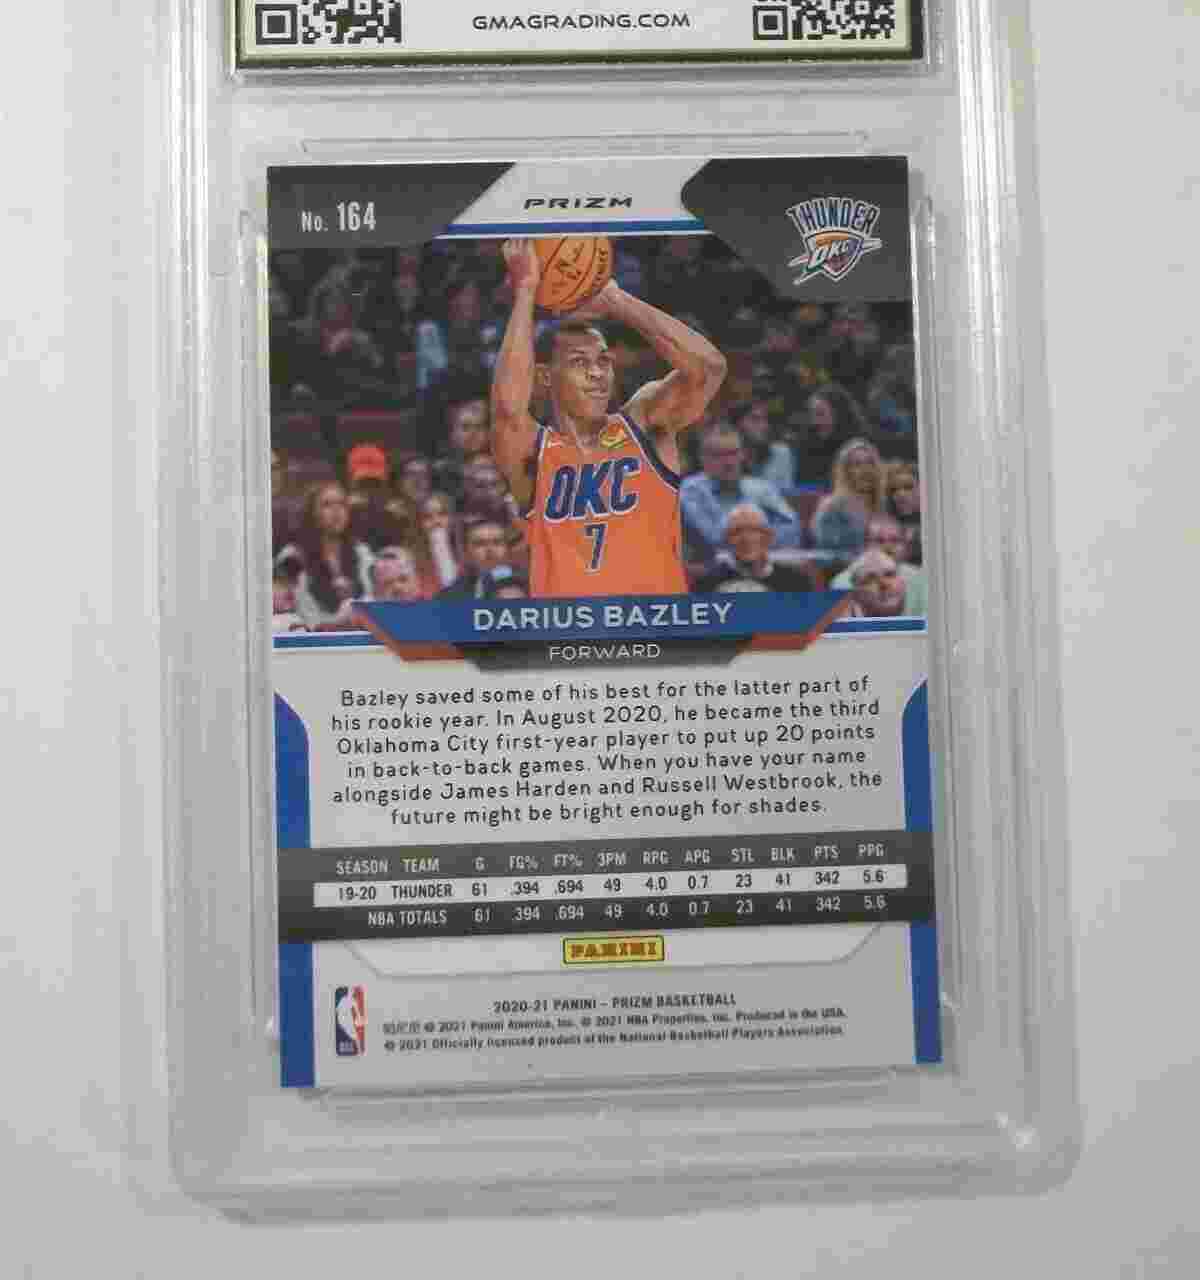 GMAGRADING.COM
No. 164
PRIZM
THUNDER
OKC
OKC
7
DARIUS BAZLEY
FORWARD
Bazley saved some of his best for the latter part of
his rookie year. In August 2020, he became the third
Oklahoma City first-year player to put up 20 points
in back-to-back games. When you have your name
alongside James Harden and Russell Westbrook, the
future might be bright enough for shades.
SEASON TEAM G FG% FT% 3PM RPG APG STL BLK PTS PPG
19-20 THUNDER 61 .394 .694 49 4.0 0.7 23 41 342 5.6
NBA TOTALS 61 .394 .694 49 4.0 0.7 23 41 342 5.6
PANINI
2020-21 PANINI - PRIZM BASKETBALL
© 2021 Panini America, Inc. © 2021 NBA Properties, Inc. Produced in the USA.
© 2021 Officially licensed product of the National Basketball Players Association.